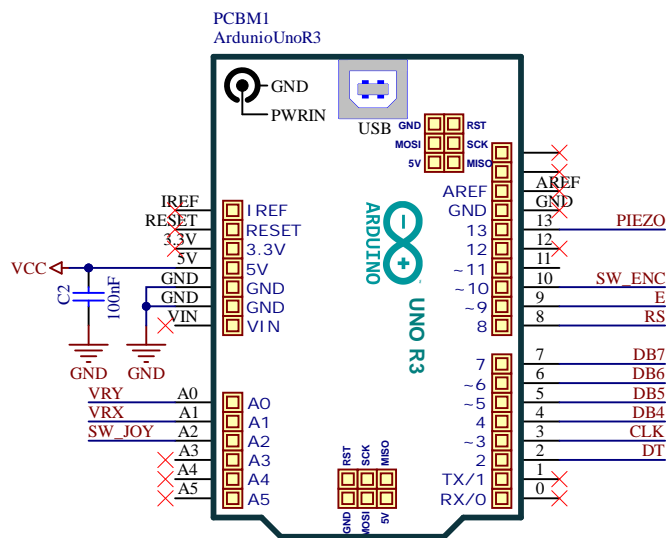 PCBM1
ArdunioUnoR3
GND
PWRIN
USB
GND RST
MOSI SCK
5V MISO
IREF IREF
RESET RESET
3.3V 3.3V
VCC 5V 5V
GND GND
GND GND
VIN VIN
C2
100nF
GND GND
VRY A0 A0
VRX A1 A1
SW_JOY A2 A2
A3 A3
A4 A4
A5 A5
ARDUINO
UNO R3
AREF AREF
GND GND
13 13 PIEZO
12 12
~11 11
~10 10 SW_ENC
~9 9 E
8 8 RS
7 7 DB7
~6 6 DB6
~5 5 DB5
4 4 DB4
~3 3 CLK
2 2 DT
TX/1 1
RX/0 0
RST SCK MISO
GND MOSI 5V